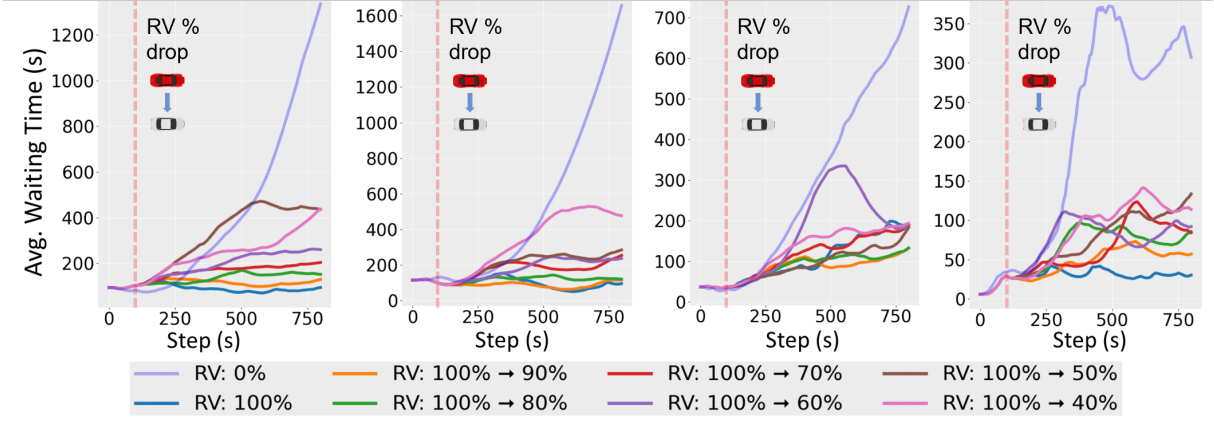 Avg. Waiting Time (s)
1200
1000
800
600
400
200
0
250
500
750
Step (s)
RV %
drop
1600
1400
1200
1000
800
600
400
200
0
0
250
500
750
Step (s)
RV %
drop
700
600
500
400
300
200
100
0
0
250
500
750
Step (s)
RV %
drop
350
300
250
200
150
100
50
0
0
250
500
750
Step (s)
RV %
drop
RV: 0%
RV: 100% → 90%
RV: 100% → 70%
RV: 100% → 50%
RV: 100%
RV: 100% → 80%
RV: 100% → 60%
RV: 100% → 40%